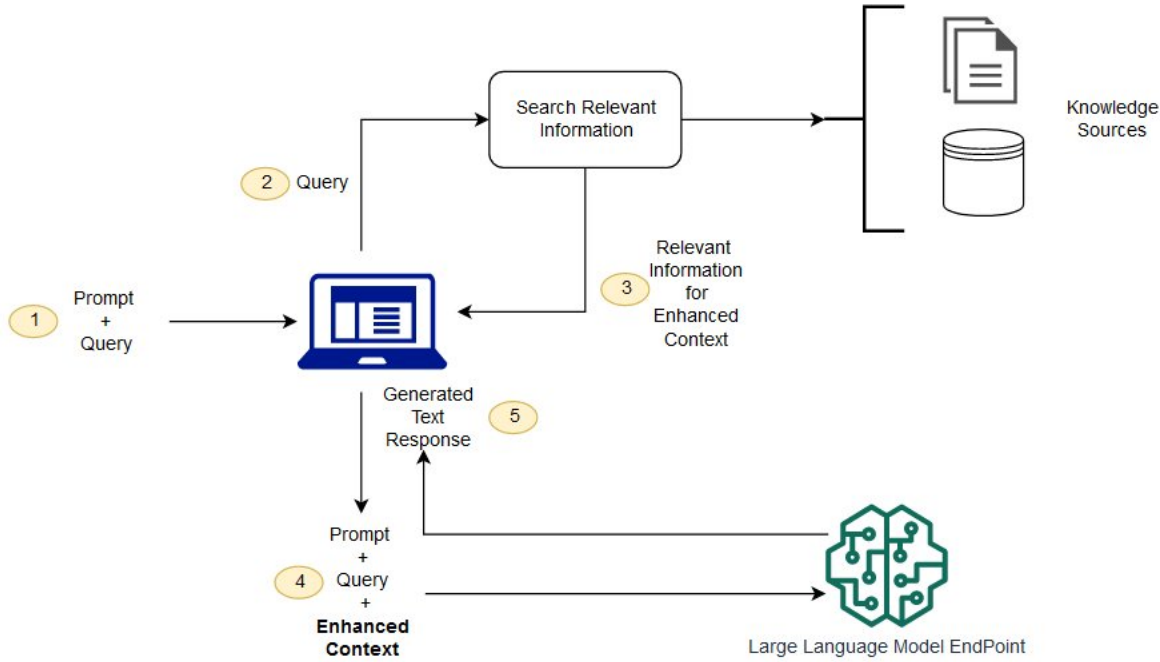 Search Relevant
Information
Knowledge
Sources
2 Query
Relevant
Information
for
Enhanced
Context
3
1
Prompt
+
Query
Generated
Text
Response
5
Prompt
+
Query
+
Enhanced
Context
4
Large Language Model EndPoint